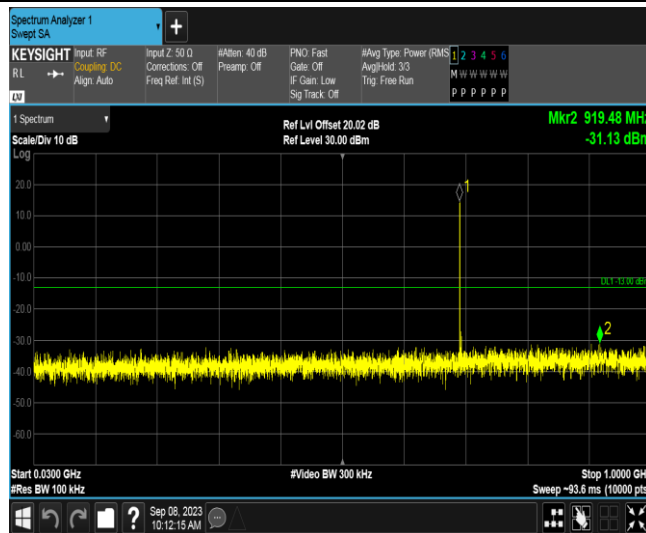 Spectrum Analyzer 1
Swept SA
+
KEYSIGHT
RL
LXI
Input: RF
Coupling: DC
Align: Auto
Input Z: 50 Ω
Corrections: Off
Freq Ref: Int (S)
#Atten: 40 dB
Preamp: Off
PNO: Fast
Gate: Off
IF Gain: Low
Sig Track: Off
#Avg Type: Power (RMS
Avg|Hold: 3/3
Trig: Free Run
1 2 3 4 5 6
M W W W W W
P P P P P P
1 Spectrum
Scale/Div 10 dB
Log
Ref Lvl Offset 20.02 dB
Ref Level 30.00 dBm
Mkr2 919.48 MHz
-31.13 dBm
1
20.0
10.0
0.00
-10.0
DL1 -13.00 dBm
-20.0
-30.0
2
-40.0
-50.0
-60.0
Start 0.0300 GHz
#Res BW 100 kHz
#Video BW 300 kHz
Stop 1.0000 GH
Sweep ~93.6 ms (10000 pts
?
Sep 08, 2023
10:12:15 AM